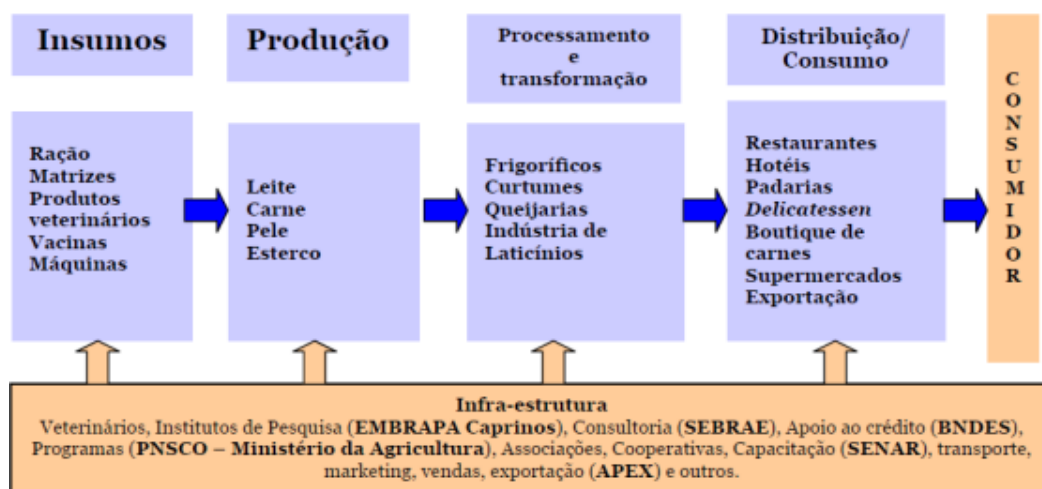 Insumos
Produção
Processamento
e
transformação
Distribuição/
Consumo
Ração
Matrizes
Produtos
veterinários
Vacinas
Máquinas
Leite
Carne
Pele
Esterco
Frigoríficos
Curtumes
Queijarias
Indústria de
Laticínios
Restaurantes
Hotéis
Padarias
Delicatessen
Boutique de
carnes
Supermercados
Exportação
C
O
N
S
U
M
I
D
O
R
Infra-estrutura
Veterinários, Institutos de Pesquisa (EMBRAPA Caprinos), Consultoria (SEBRAE), Apoio ao crédito (BNDES),
Programas (PNSCO – Ministério da Agricultura), Associações, Cooperativas, Capacitação (SENAR), transporte,
marketing, vendas, exportação (APEX) e outros.